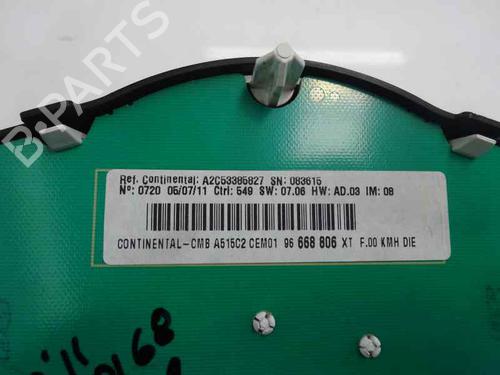 B-PARTS
Ref. Continental: A2C53385827 SN: 083615
Nº: 0720 05/07/11 Ctrl: 549 SW: 07.06 HW: AD.03 IM: 08
CONTINENTAL-CMB A515C2 CEM01 96 668 806 XT F.00 KMH DIE